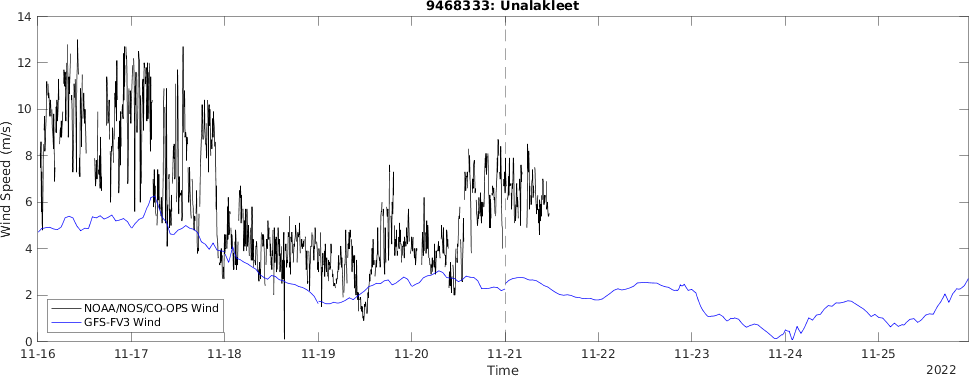 9468333: Unalakleet
14
12
10
8
6
4
2
0
Wind Speed (m/s)
NOAA/NOS/CO-OPS Wind
GFS-FV3 Wind
11-16 11-17 11-18 11-19 11-20 11-21 11-22 11-23 11-24 11-25
Time
2022